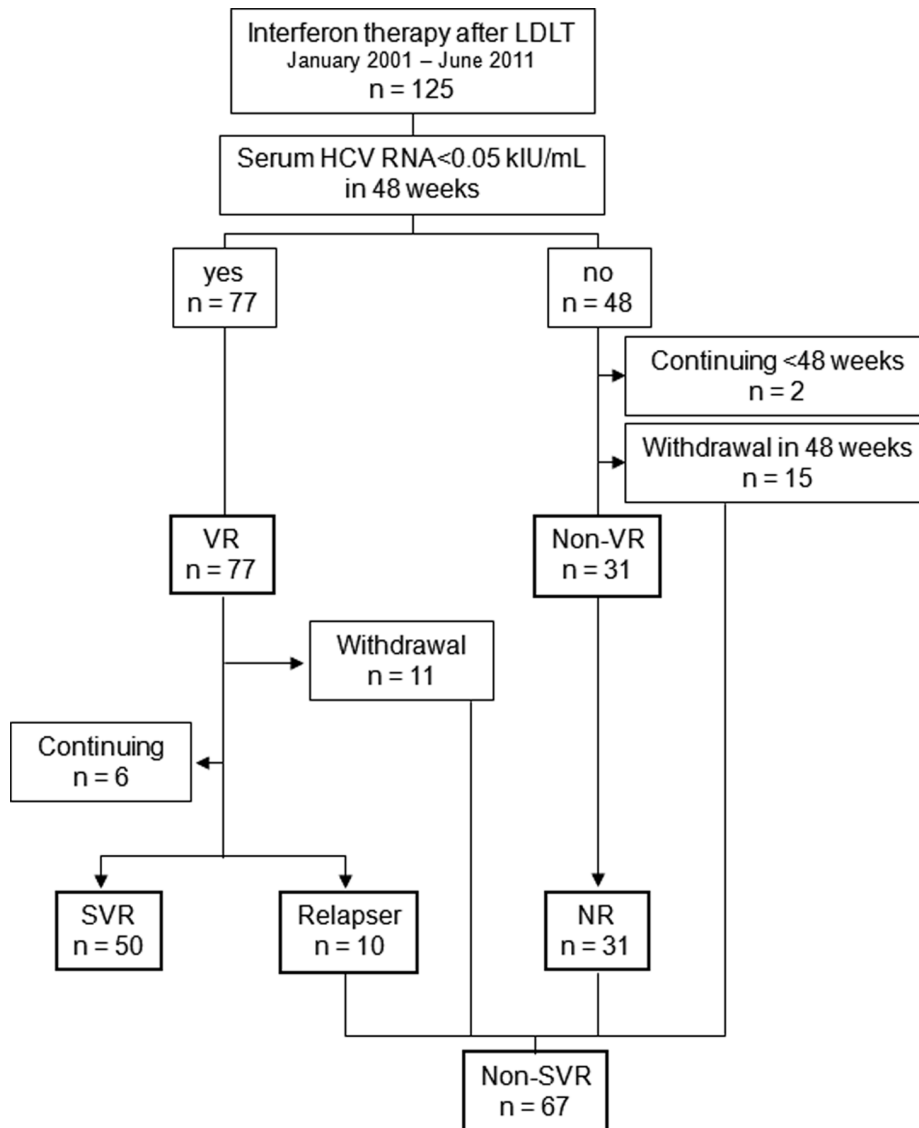 Interferon therapy after LDLT
January 2001 – June 2011
n = 125
Serum HCV RNA<0.05 kIU/mL
in 48 weeks
yes
n = 77
no
n = 48
Continuing <48 weeks
n = 2
Withdrawal in 48 weeks
n = 15
VR
n = 77
Non-VR
n = 31
Withdrawal
n = 11
Continuing
n = 6
SVR
n = 50
Relapser
n = 10
NR
n = 31
Non-SVR
n = 67